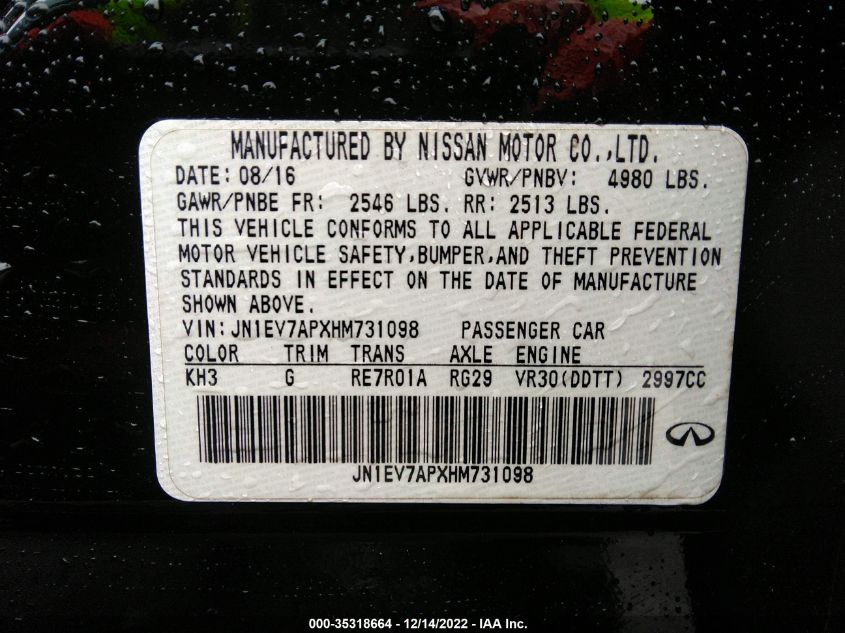 MANUFACTURED BY NISSAN MOTOR CO.,LTD.
DATE: 08/16 GVWR/PNBV: 4980 LBS.
GAWR/PNBE FR: 2546 LBS. RR: 2513 LBS.
THIS VEHICLE CONFORMS TO ALL APPLICABLE FEDERAL
MOTOR VEHICLE SAFETY,BUMPER,AND THEFT PREVENTION
STANDARDS IN EFFECT ON THE DATE OF MANUFACTURE
SHOWN ABOVE.
VIN:JN1EV7APXHM731098 PASSENGER CAR
COLOR TRIM TRANS AXLE ENGINE
KH3 G RE7R01A RG29 VR30(DDTT) 2997CC
JN1EV7APXHM731098
000-35318664 - 12/14/2022 - IAA Inc.